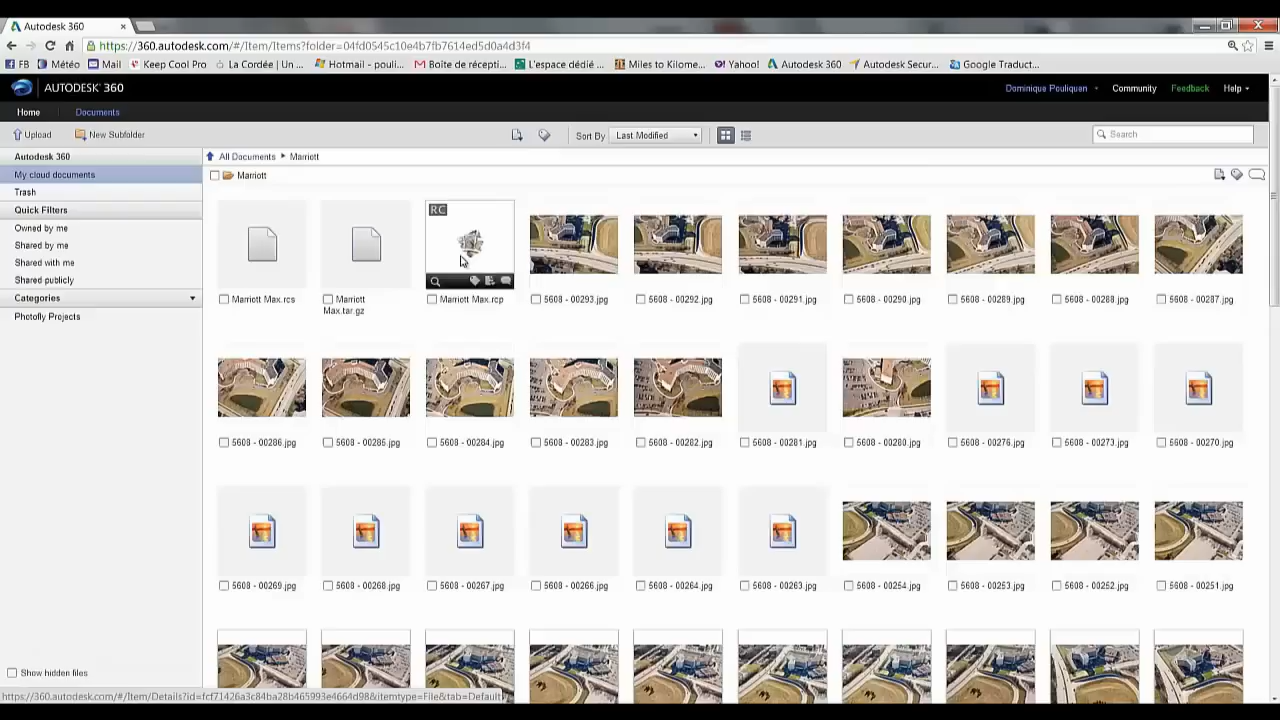 Autodesk 360
https://360.autodesk.com/#/Item/Items?folder=04fd0545c10e4b7fb7614ed5d0a4d3f4
FB Météo Mail Keep Cool Pro La Cordée | Un ... Hotmail - pouli... Boîte de récepti... L'espace dédié ... Miles to Kilome... Yahoo! Autodesk 360 Autodesk Secur... Google Traduct...
AUTODESK® 360
Dominique Pouliquen Community Feedback Help
Home Documents
Upload New Subfolder Sort By Last Modified Search
Autodesk 360
My cloud documents
Trash
Quick Filters
Owned by me
Shared by me
Shared with me
Shared publicly
Categories
Photofly Projects
Show hidden files
All Documents Marriott
Marriott
RC
Marriott Max.rcs
Marriott
Max.tar.gz
Marriott Max.rcp
5608 - 00293.jpg 5608 - 00292.jpg 5608 - 00291.jpg 5608 - 00290.jpg 5608 - 00289.jpg 5608 - 00288.jpg 5608 - 00287.jpg
5608 - 00286.jpg 5608 - 00285.jpg 5608 - 00284.jpg 5608 - 00283.jpg 5608 - 00282.jpg 5608 - 00281.jpg 5608 - 00280.jpg 5608 - 00276.jpg 5608 - 00273.jpg 5608 - 00270.jpg
5608 - 00269.jpg 5608 - 00268.jpg 5608 - 00267.jpg 5608 - 00266.jpg 5608 - 00264.jpg 5608 - 00263.jpg 5608 - 00254.jpg 5608 - 00253.jpg 5608 - 00252.jpg 5608 - 00251.jpg
https://360.autodesk.com/#/Item/Details?id=fcf71426a3c84ba28b465993e4664d98&itemtype=File&tab=Default